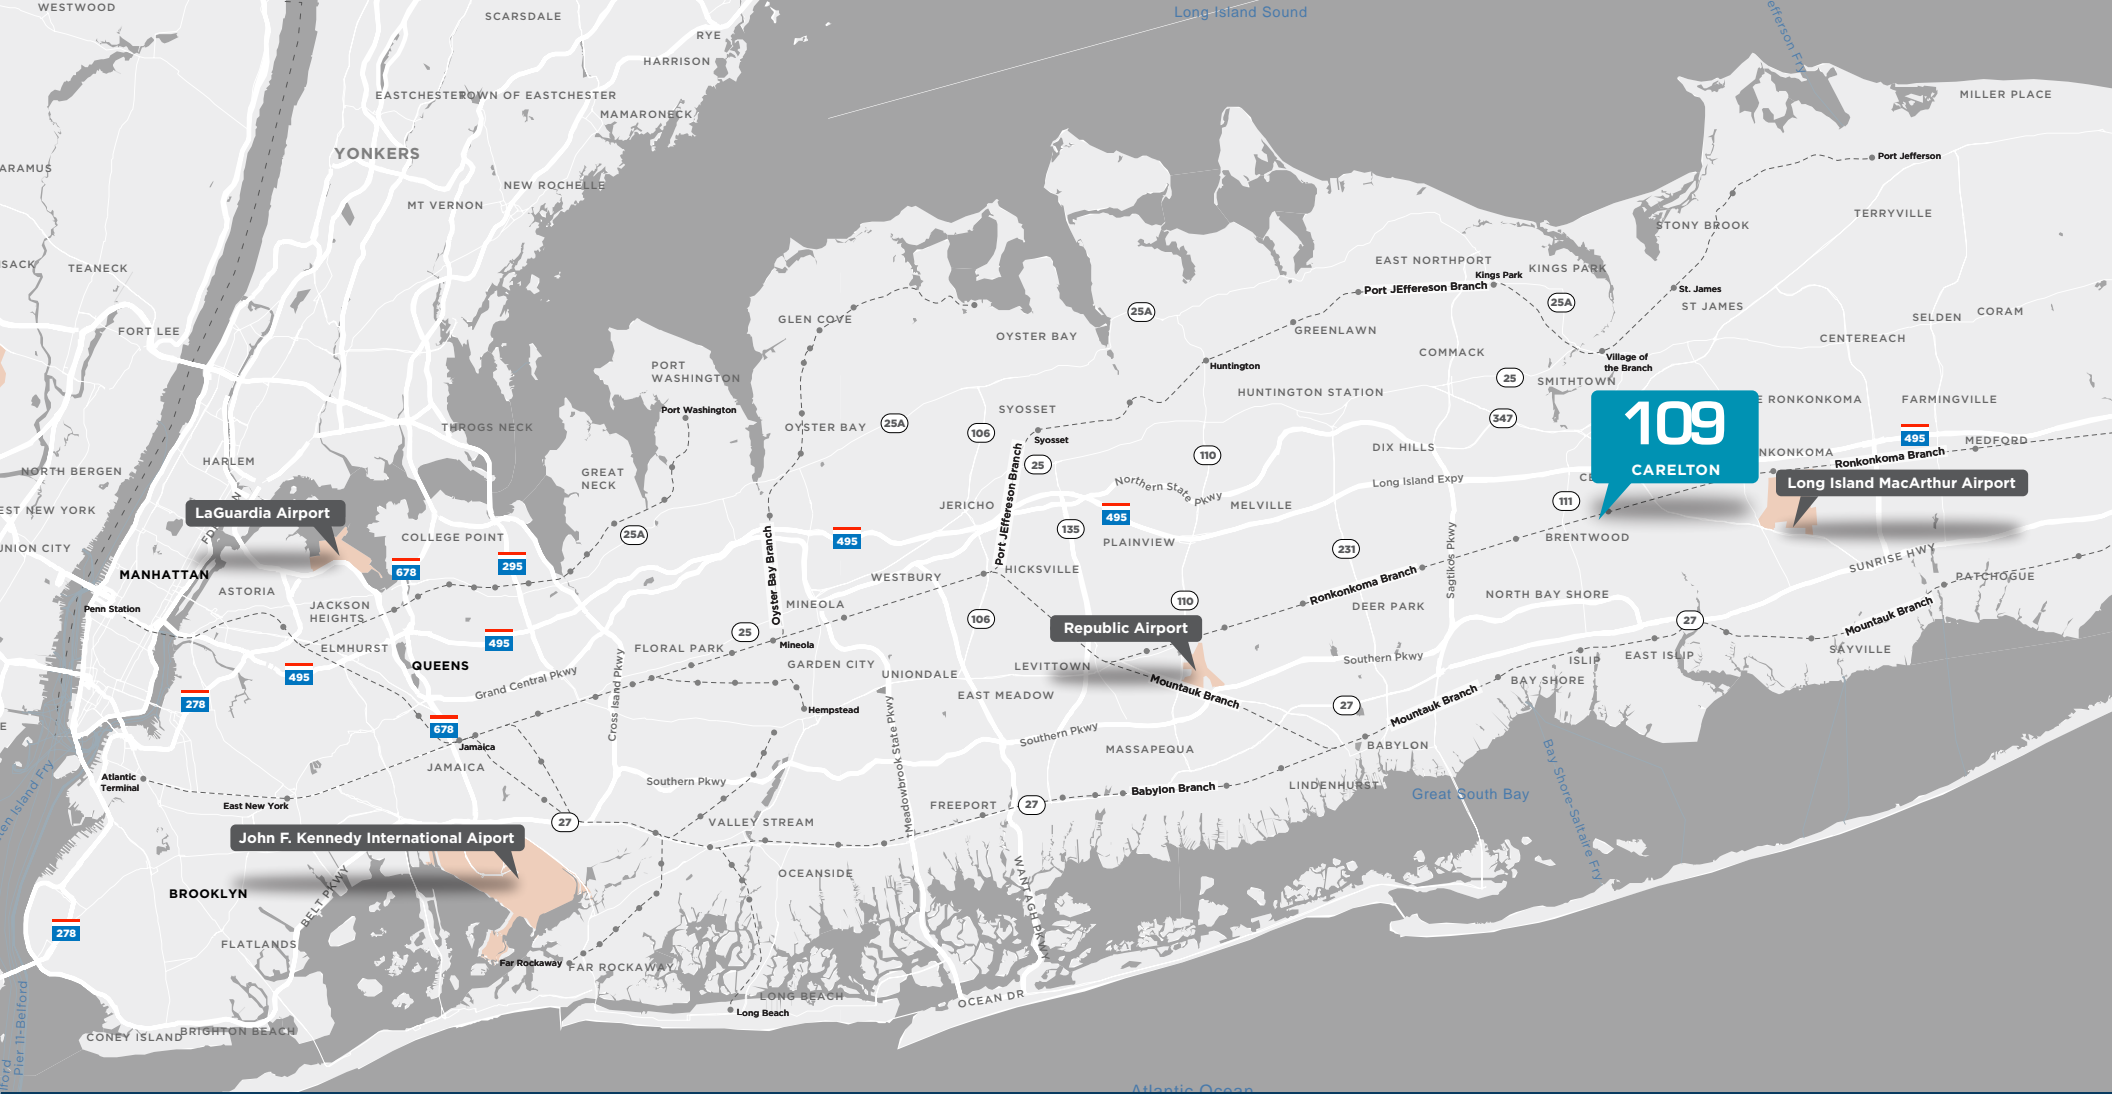 WESTWOOD
SCARSDALE
Long Island Sound
efferson Fry
RYE
HARRISON
EASTCHESTER
TOWN OF EASTCHESTER
MAMARONECK
MILLER PLACE
YONKERS
Port Jefferson
ARAMUS
NEW ROCHELLE
MT VERNON
TERRYVILLE
STONY BROOK
SACK
TEANECK
EAST NORTHPORT
Kings Park
KINGS PARK
Port JEffereson Branch
St. James
ST JAMES
25A
25A
GLEN COVE
FORT LEE
OYSTER BAY
GREENLAWN
SELDEN
CORAM
CENTEREACH
COMMACK
Village of
the Branch
PORT
WASHINGTON
Huntington
25
SMITHTOWN
HUNTINGTON STATION
Port Washington
SYOSSET
E RONKONKOMA
FARMINGVILLE
109
CARELTON
THROGS NECK
OYSTER BAY
25A
106
Syosset
347
495
MEDFORD
DIX HILLS
NKONKOMA
Ronkonkoma Branch
HARLEM
NORTH BERGEN
GREAT
NECK
25
110
Northern State Pkwy
Long Island Expy
CE
Long Island MacArthur Airport
EST NEW YORK
LaGuardia Airport
JERICHO
Port JEffereson Branch
495
MELVILLE
111
COLLEGE POINT
25A
Oyster Bay Branch
495
135
PLAINVIEW
231
Sagtikos Pkwy
BRENTWOOD
UNION CITY
678
295
SUNRISE HWY
MANHATTAN
WESTBURY
HICKSVILLE
Ronkonkoma Branch
PATCHOGUE
ASTORIA
Penn Station
JACKSON
HEIGHTS
MINEOLA
110
DEER PARK
NORTH BAY SHORE
Mountauk Branch
106
27
Republic Airport
495
25
Mineola
ELMHURST
FLORAL PARK
QUEENS
GARDEN CITY
LEVITTOWN
Southern Pkwy
ISLIP
EAST ISLIP
SAYVILLE
495
Grand Central Pkwy
Cross Island Pkwy
UNIONDALE
EAST MEADOW
Mountauk Branch
BAY SHORE
278
Hempstead
27
Mountauk Branch
678
Jamaica
Meadowbrook State Pkwy
Southern Pkwy
MASSAPEQUA
BABYLON
JAMAICA
Atlantic
Terminal
Southern Pkwy
LINDENHURST
Great South Bay
Bay Shore-Saltaire Fry
ten Island Fry
East New York
FREEPORT
27
Babylon Branch
27
VALLEY STREAM
John F. Kennedy International Aiport
BROOKLYN
BELT PKWY
OCEANSIDE
WANTAGH PKWY
278
FLATLANDS
Far Rockaway
FAR ROCKAWAY
LONG BEACH
OCEAN DR
Long Beach
CONEY ISLAND
BRIGHTON BEACH
Pier 11-Belford
lford
Atlantic Ocean